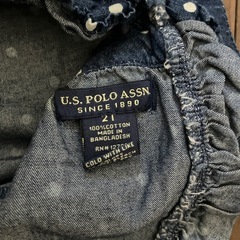 U.S. POLO ASSN.
SINCE 1890
2T
100% COTTON
MADE IN
BANGLADESH
COLD WITH LIKE